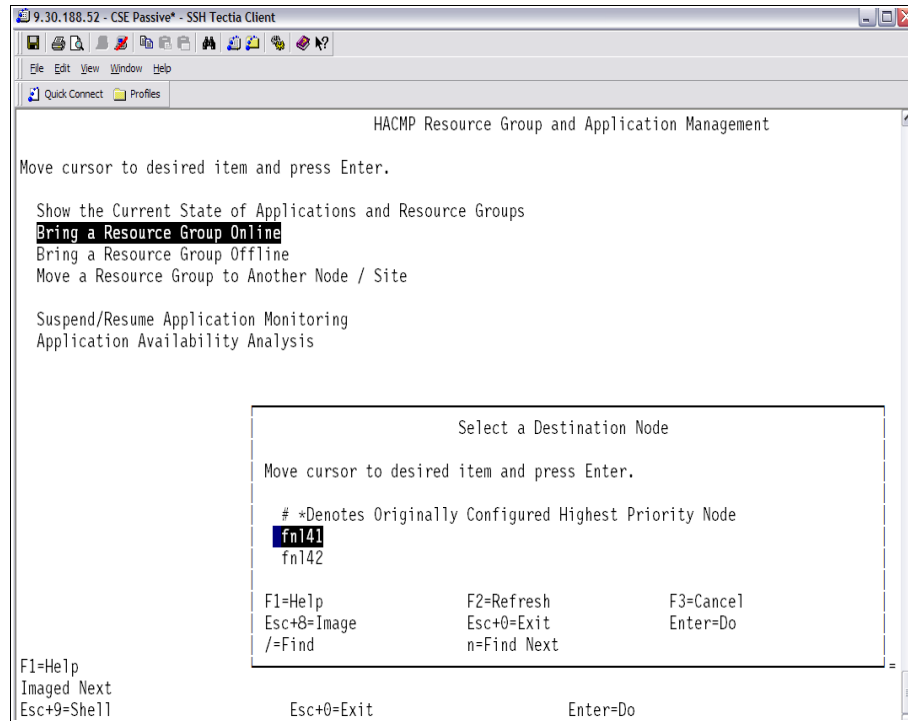 9.30.188.52 - CSE Passive* - SSH Tectia Client
File Edit View Window Help
Quick Connect Profiles
HACMP Resource Group and Application Management
Move cursor to desired item and press Enter.
Show the Current State of Applications and Resource Groups
Bring a Resource Group Online
Bring a Resource Group Offline
Move a Resource Group to Another Node / Site
Suspend/Resume Application Monitoring
Application Availability Analysis
Select a Destination Node
Move cursor to desired item and press Enter.
# *Denotes Originally Configured Highest Priority Node
fnl41
fnl42
F1=Help F2=Refresh F3=Cancel
Esc+8=Image Esc+0=Exit Enter=Do
/=Find n=Find Next
F1=Help =
Imaged Next
Esc+9=Shell Esc+0=Exit Enter=Do